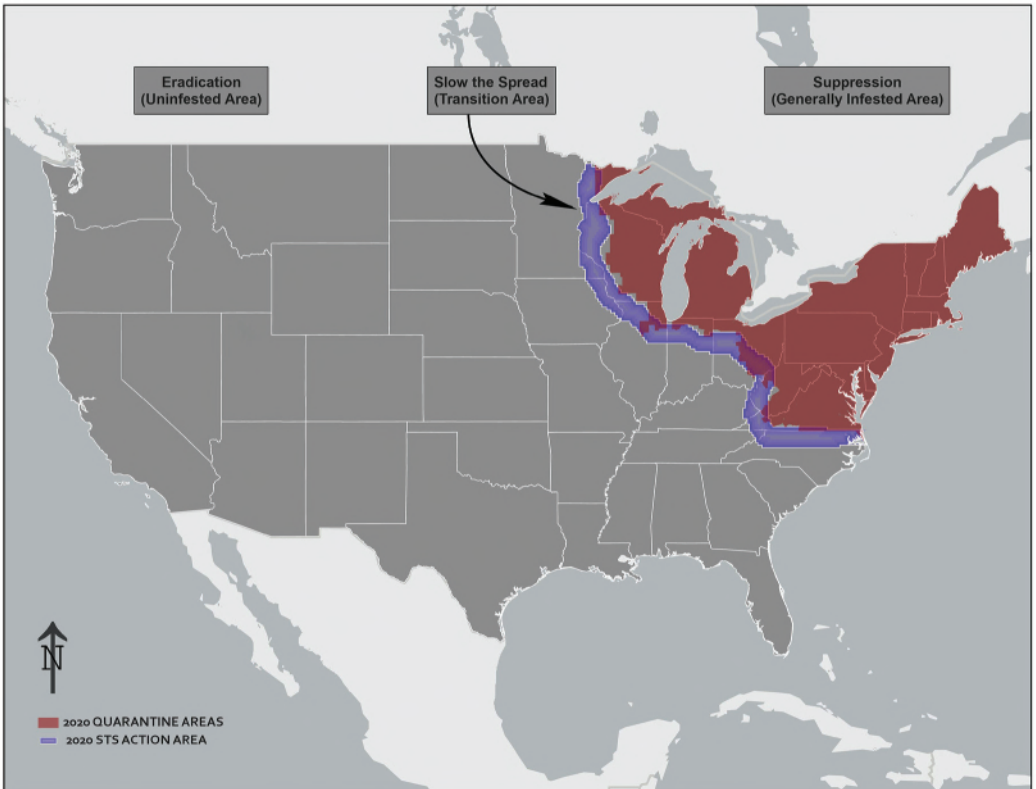 Eradication
(Uninfested Area)
Slow the Spread
(Transition Area)
Suppression
(Generally Infested Area)
N
2020 QUARANTINE AREAS
2020 STS ACTION AREA